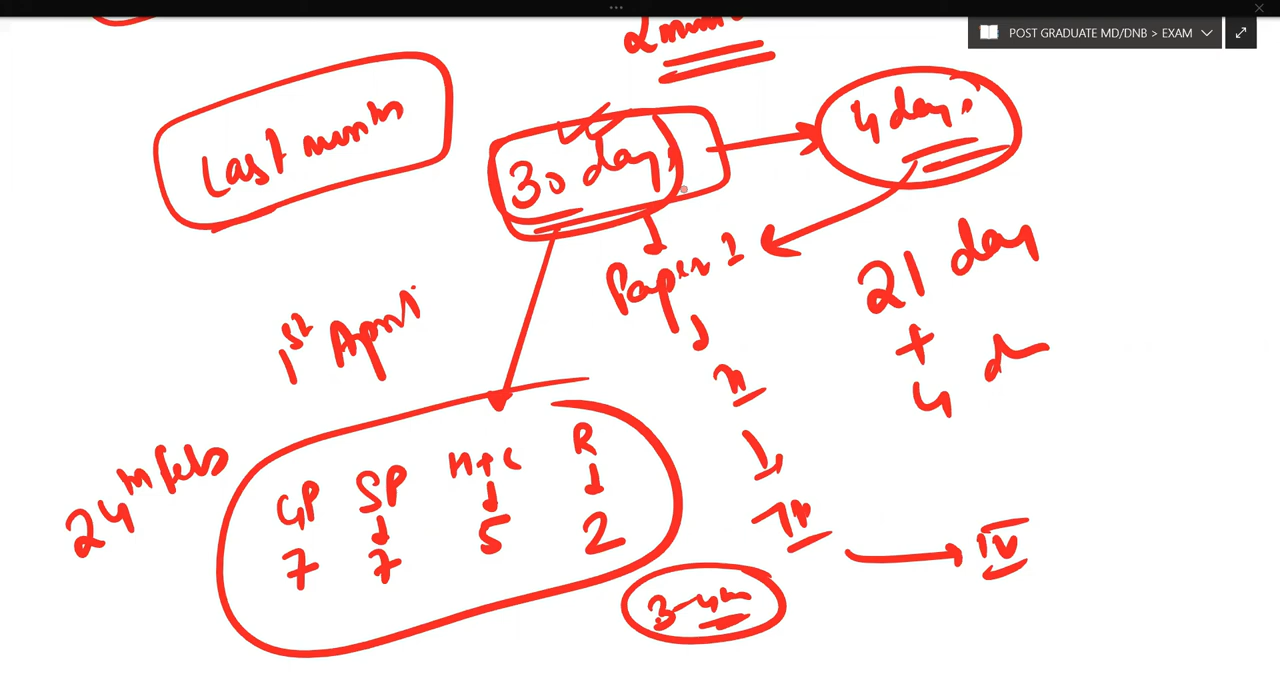 POST GRADUATE MD/DNB > EXAM
Last month
30 days
4 days
Paper I
21 day
+
4 d
1st April
24th Feb
GP SP H+C R
7 7 5 2
IV